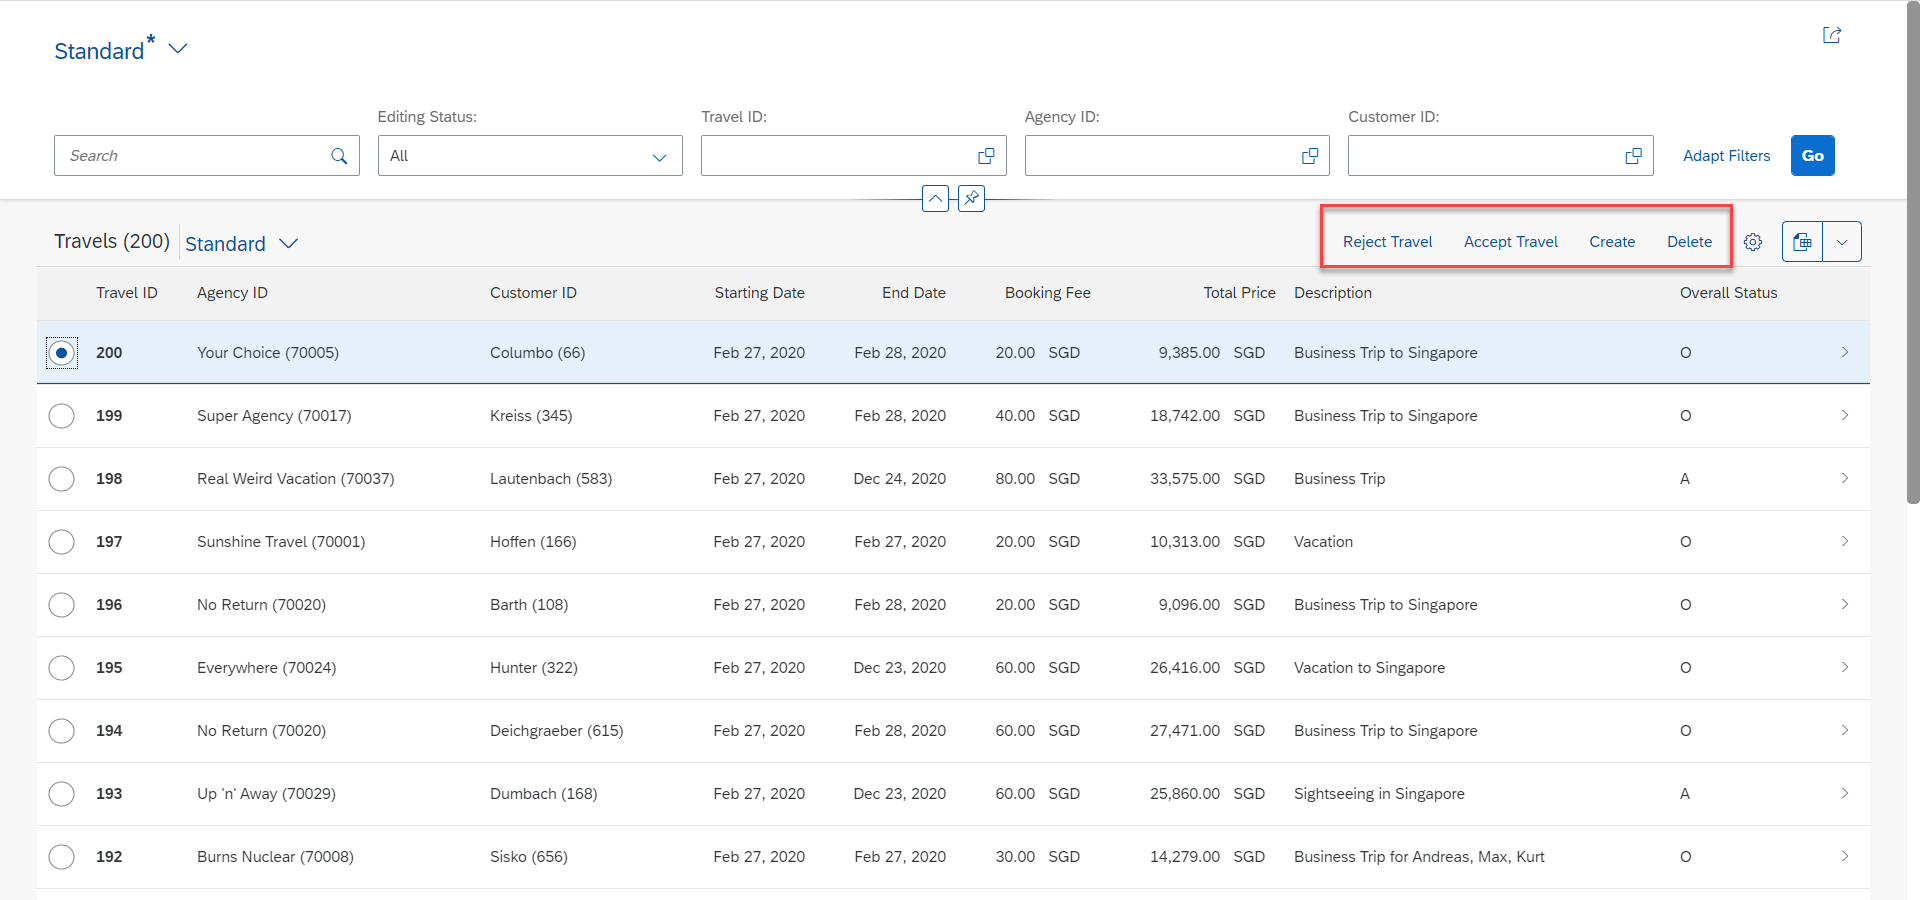 Standard*
Editing Status: Travel ID: Agency ID: Customer ID:
Search All Adapt Filters Go
Travels (200) Standard Reject Travel Accept Travel Create Delete
Travel ID Agency ID Customer ID Starting Date End Date Booking Fee Total Price Description Overall Status
200 Your Choice (70005) Columbo (66) Feb 27, 2020 Feb 28, 2020 20.00 SGD 9,385.00 SGD Business Trip to Singapore O
199 Super Agency (70017) Kreiss (345) Feb 27, 2020 Feb 28, 2020 40.00 SGD 18,742.00 SGD Business Trip to Singapore O
198 Real Weird Vacation (70037) Lautenbach (583) Feb 27, 2020 Dec 24, 2020 80.00 SGD 33,575.00 SGD Business Trip A
197 Sunshine Travel (70001) Hoffen (166) Feb 27, 2020 Feb 27, 2020 20.00 SGD 10,313.00 SGD Vacation O
196 No Return (70020) Barth (108) Feb 27, 2020 Feb 28, 2020 20.00 SGD 9,096.00 SGD Business Trip to Singapore O
195 Everywhere (70024) Hunter (322) Feb 27, 2020 Dec 23, 2020 60.00 SGD 26,416.00 SGD Vacation to Singapore O
194 No Return (70020) Deichgraeber (615) Feb 27, 2020 Feb 28, 2020 60.00 SGD 27,471.00 SGD Business Trip to Singapore O
193 Up 'n' Away (70029) Dumbach (168) Feb 27, 2020 Dec 23, 2020 60.00 SGD 25,860.00 SGD Sightseeing in Singapore A
192 Burns Nuclear (70008) Sisko (656) Feb 27, 2020 Feb 27, 2020 30.00 SGD 14,279.00 SGD Business Trip for Andreas, Max, Kurt O